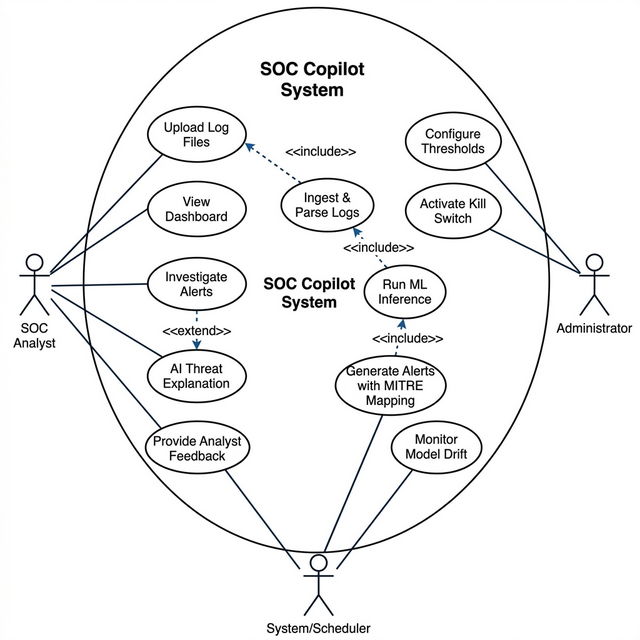 SOC Copilot
System
Upload Log
Files
<<include>>
Configure
Thresholds
View
Dashboard
Ingest &
Parse Logs
Activate Kill
Switch
<<include>>
Investigate
Alerts
SOC Copilot
System
Run ML
Inference
SOC
Analyst
Administrator
<<extend>>
<<include>>
AI Threat
Explanation
Generate Alerts
with MITRE
Mapping
Provide Analyst
Feedback
Monitor
Model Drift
System/Scheduler